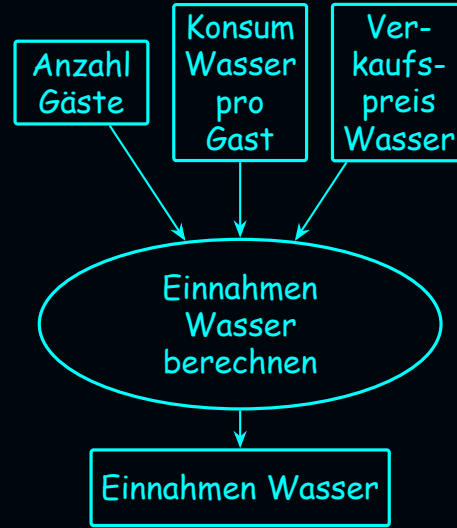 Anzahl
Gäste
Konsum
Wasser
pro
Gast
Ver-
kaufs-
preis
Wasser
Einnahmen
Wasser
berechnen
Einnahmen Wasser